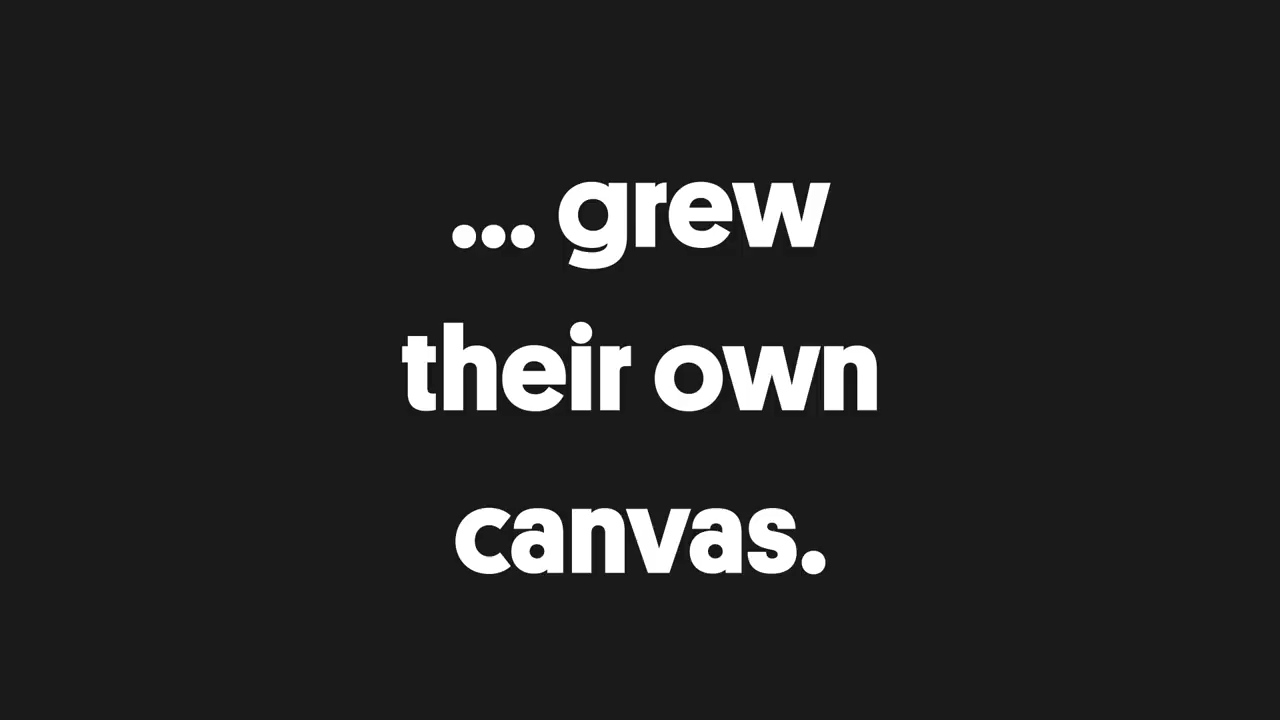 ... grew
their own
canvas.